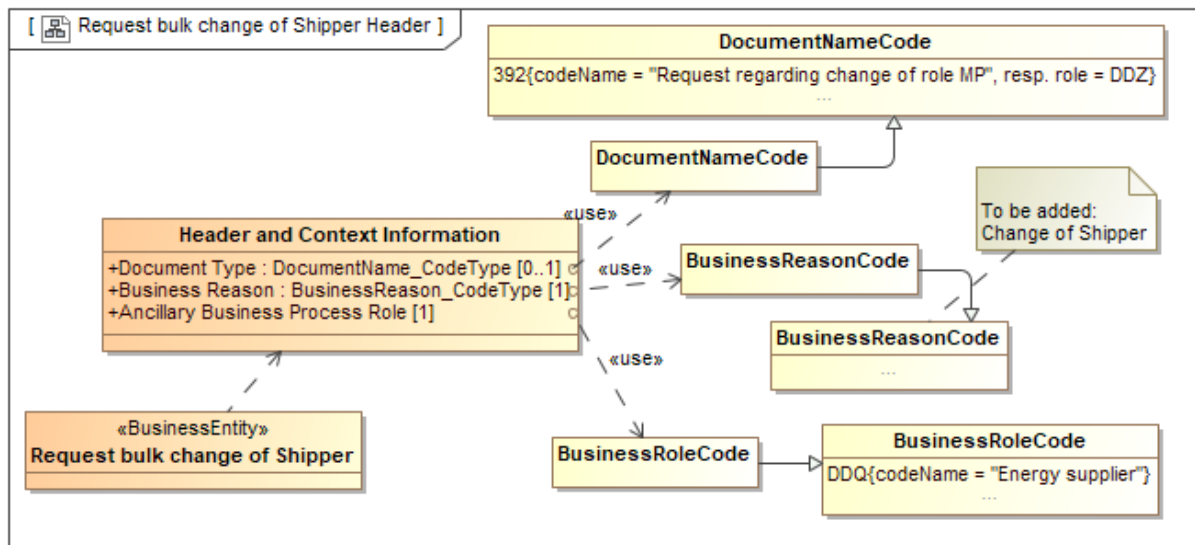 [ Request bulk change of Shipper Header ]
DocumentNameCode
392{codeName = "Request regarding change of role MP", resp. role = DDZ}
...
DocumentNameCode
To be added:
Change of Shipper
«use»
Header and Context Information
+Document Type : DocumentName_CodeType [0..1]
+Business Reason : BusinessReason_CodeType [1]
+Ancillary Business Process Role [1]
«use»
BusinessReasonCode
BusinessReasonCode
...
«use»
«BusinessEntity»
Request bulk change of Shipper
BusinessRoleCode
BusinessRoleCode
DDQ{codeName = "Energy supplier"}
...